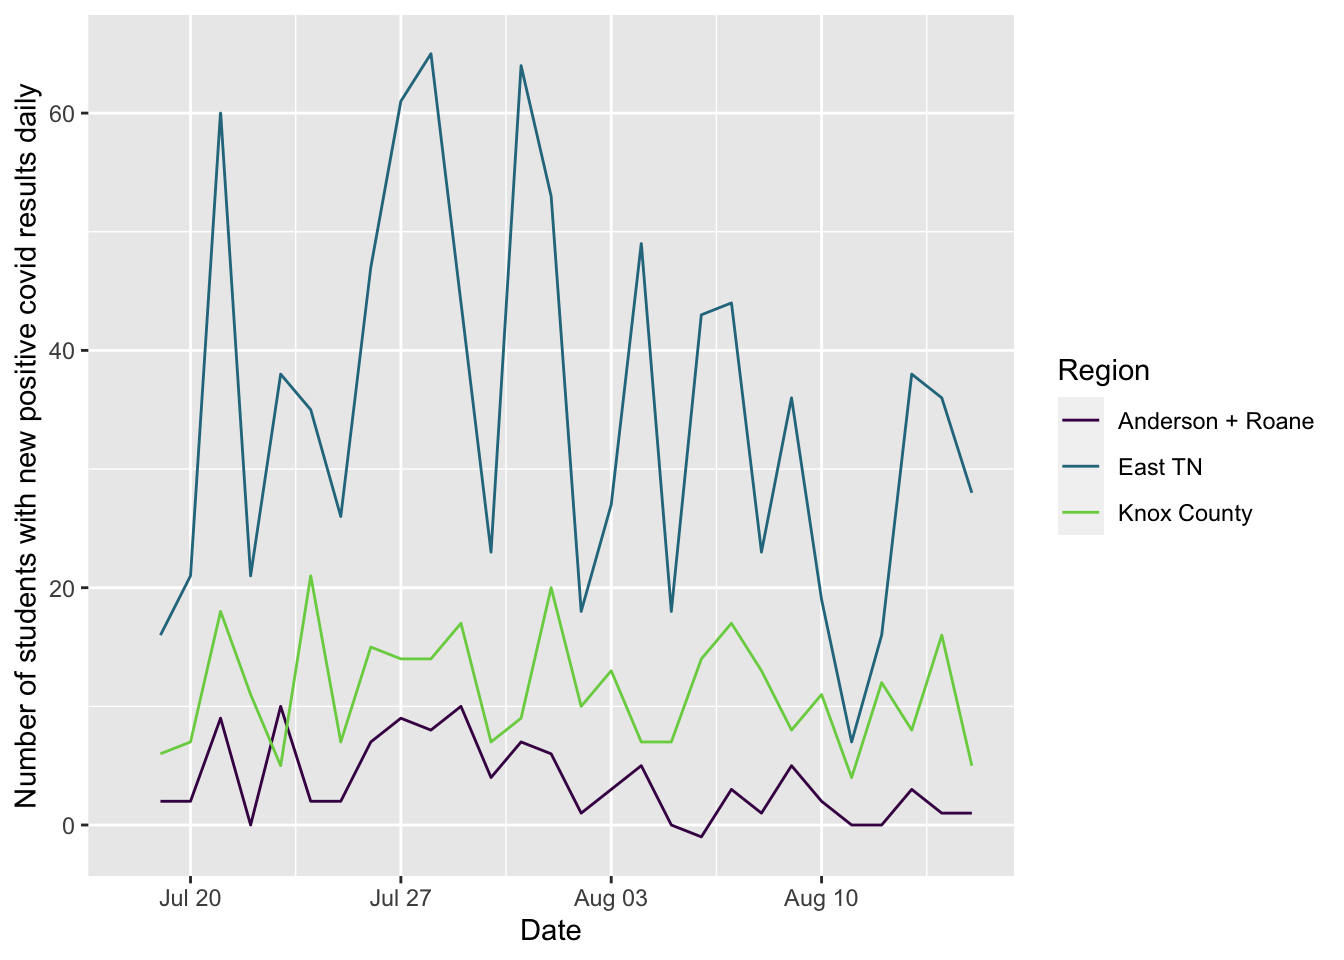 Number of students with new positive covid results daily
60
40
20
0
Jul 20
Jul 27
Aug 03
Aug 10
Date
Region
Anderson + Roane
East TN
Knox County